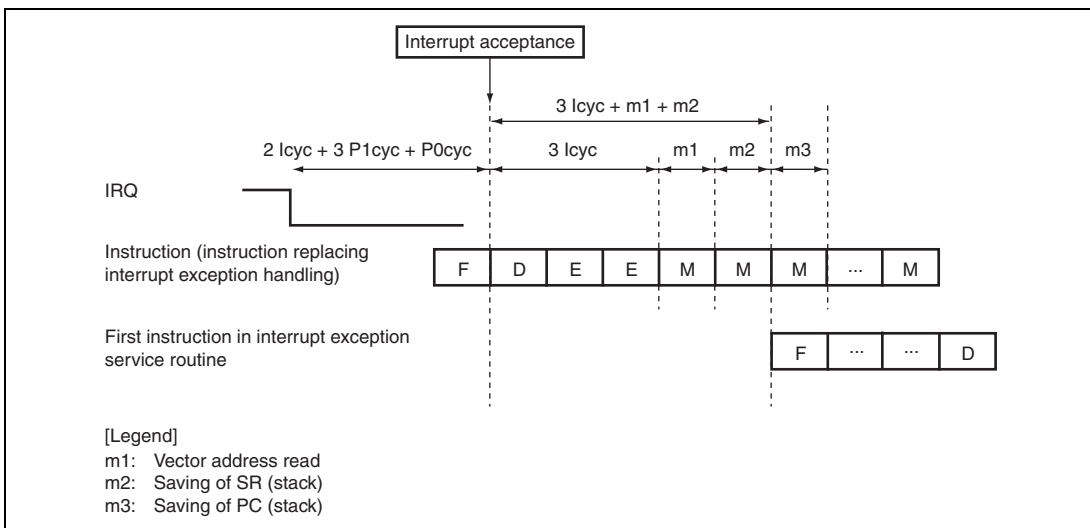 Interrupt acceptance
3 Icyc + m1 + m2
2 Icyc + 3 P1cyc + P0cyc
3 Icyc
m1
m2
m3
IRQ
Instruction (instruction replacing
interrupt exception handling)
F D E E M M M ... M
First instruction in interrupt exception
service routine
F ... ... D
[Legend]
m1: Vector address read
m2: Saving of SR (stack)
m3: Saving of PC (stack)